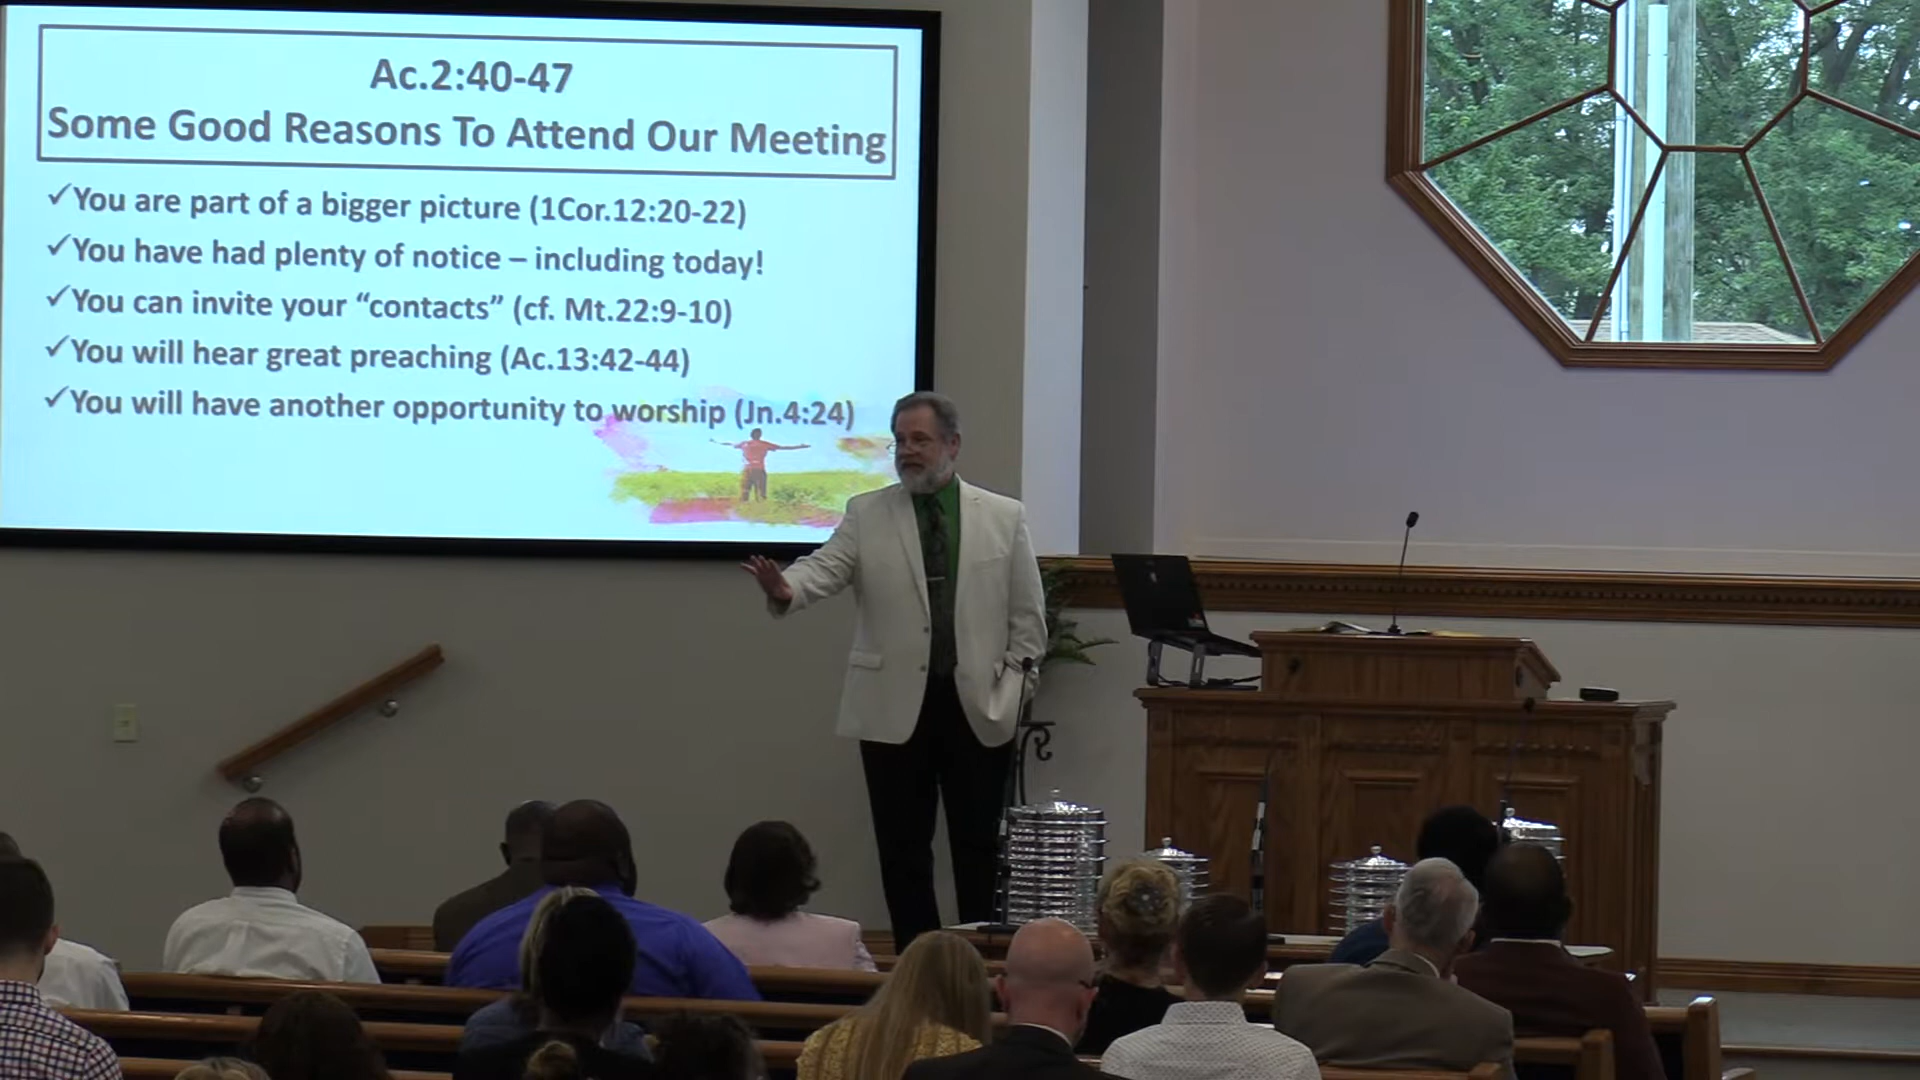 Ac.2:40-47
Some Good Reasons To Attend Our Meeting
✓You are part of a bigger picture (1Cor.12:20-22)
✓You have had plenty of notice – including today!
✓You can invite your “contacts” (cf. Mt.22:9-10)
✓You will hear great preaching (Ac.13:42-44)
✓You will have another opportunity to worship (Jn.4:24)